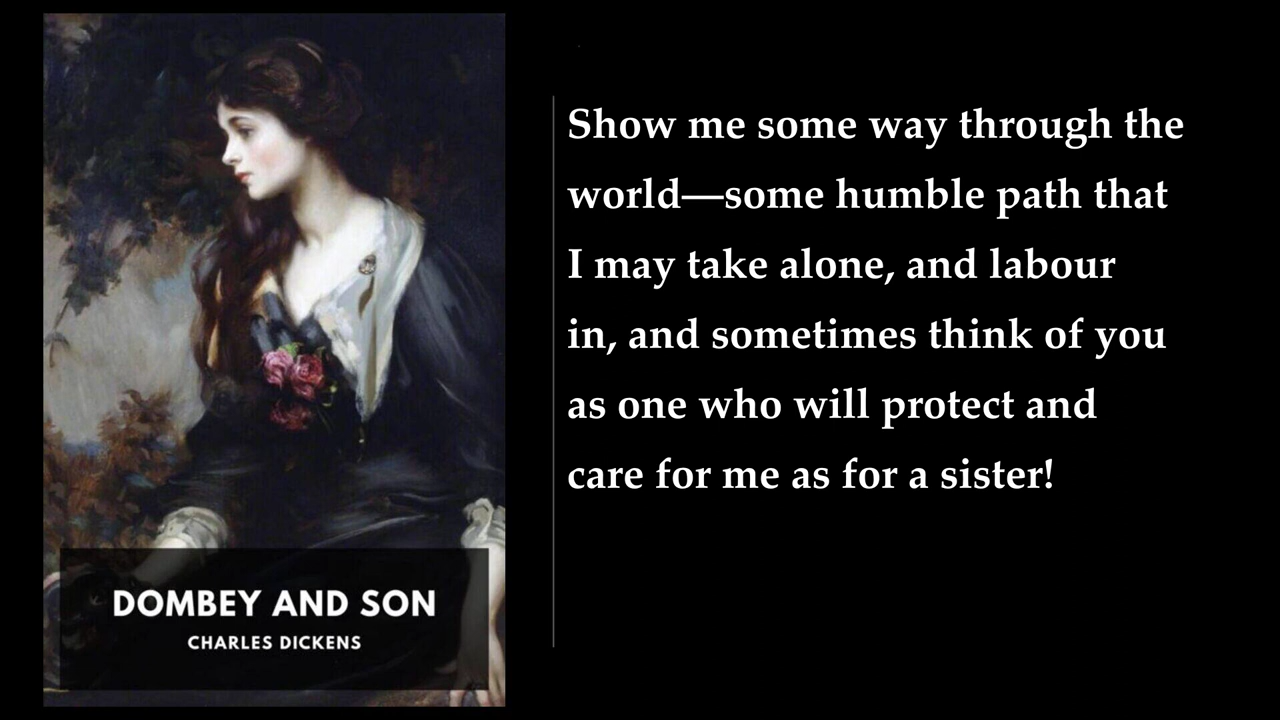 Show me some way through the
world—some humble path that
I may take alone, and labour
in, and sometimes think of you
as one who will protect and
care for me as for a sister!
DOMBEY AND SON
CHARLES DICKENS